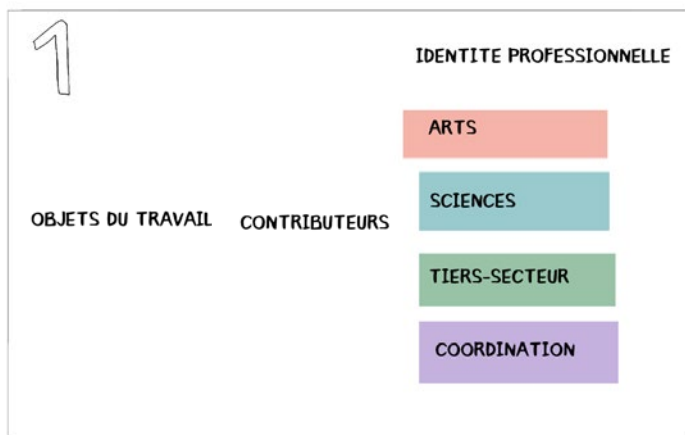 1
IDENTITE PROFESSIONNELLE
ARTS
SCIENCES
OBJETS DU TRAVAIL
CONTRIBUTEURS
TIERS-SECTEUR
COORDINATION